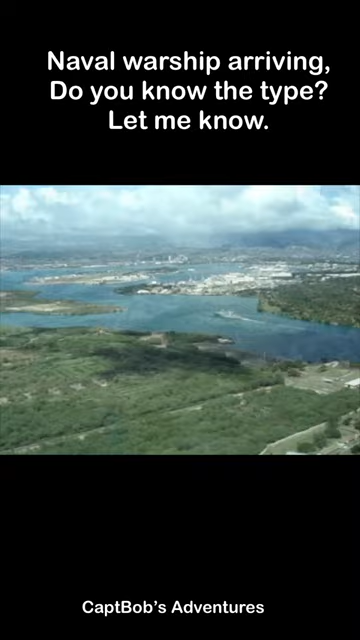 Naval warship arriving,
Do you know the type?
Let me know.
CaptBob's Adventures